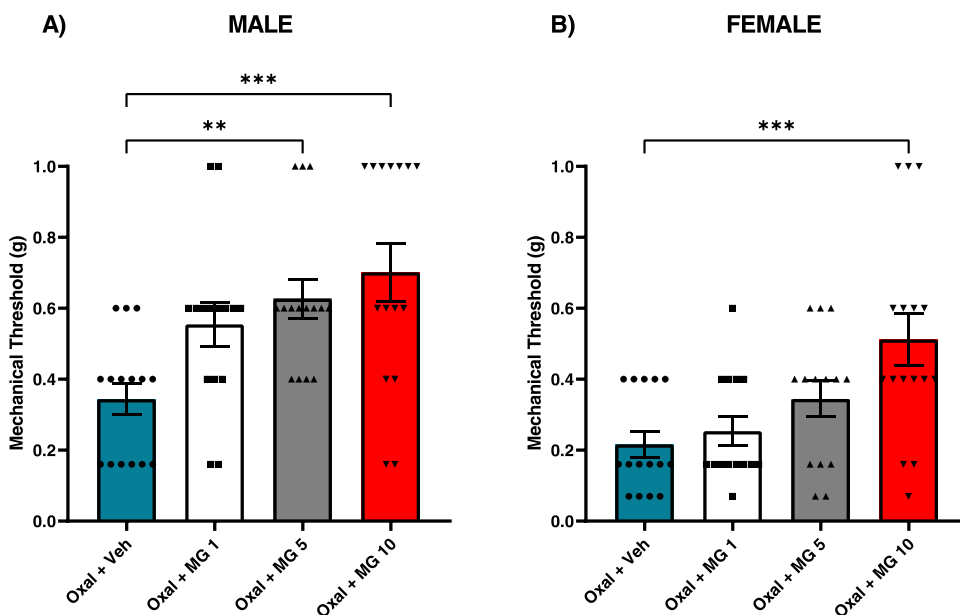 A) MALE
***
**
Mechanical Threshold (g)
1.0
0.8
0.6
0.4
0.2
0.0
Oxal + Veh
Oxal + MG 1
Oxal + MG 5
Oxal + MG 10
B) FEMALE
***
Mechanical Threshold (g)
1.0
0.8
0.6
0.4
0.2
0.0
Oxal + Veh
Oxal + MG 1
Oxal + MG 5
Oxal + MG 10